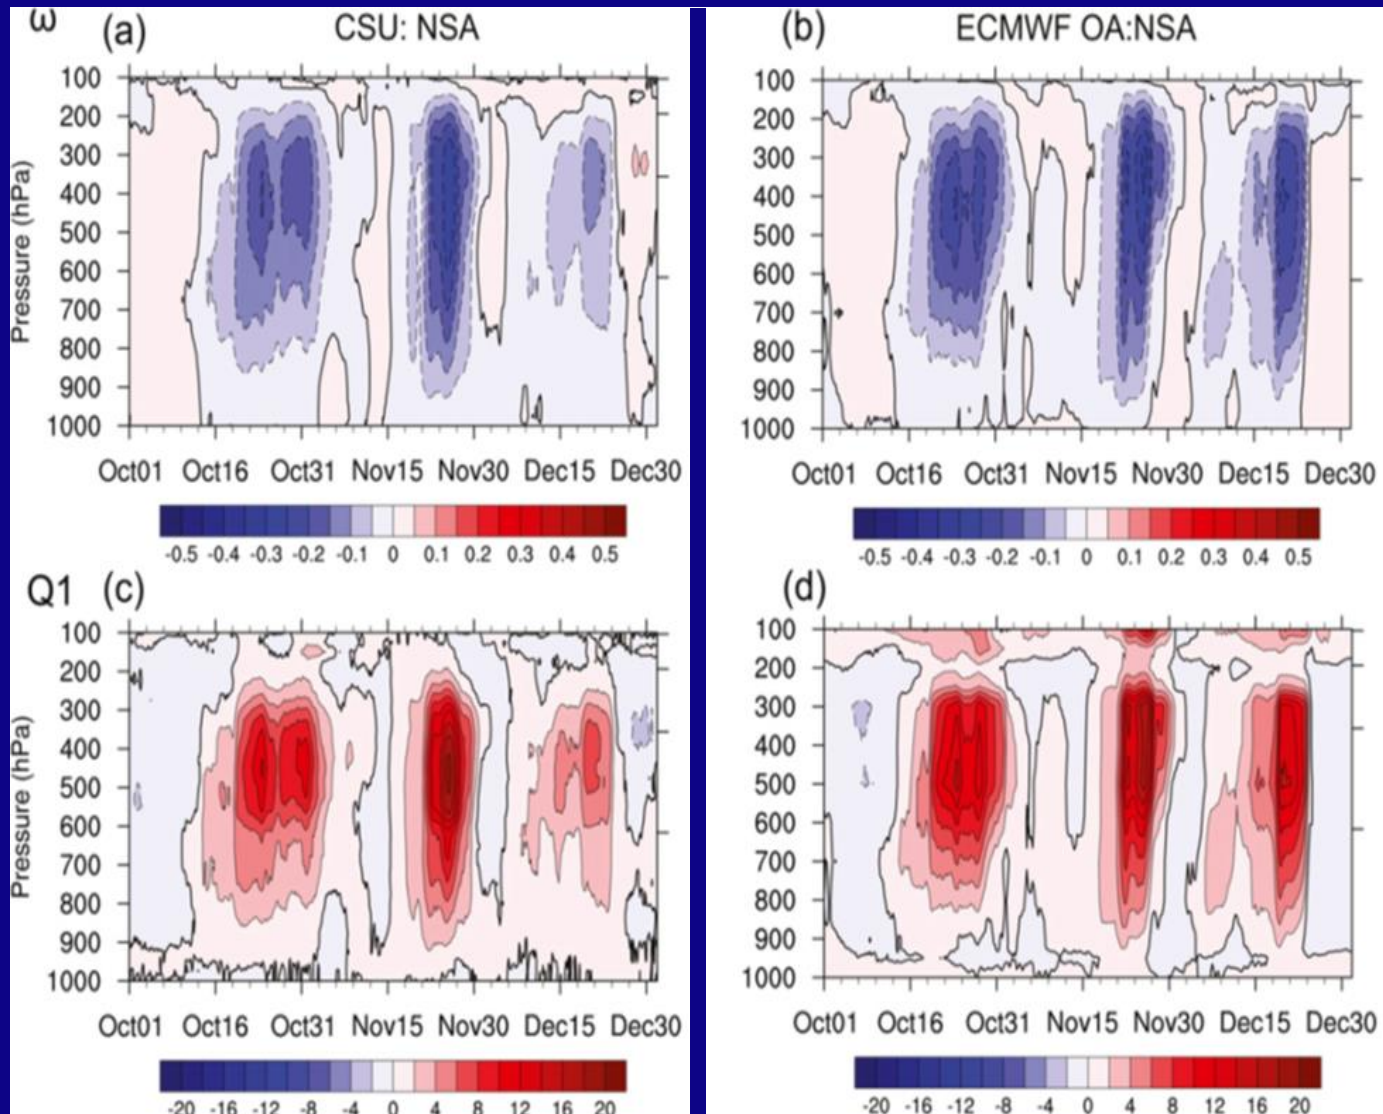 ω (a) CSU: NSA
(b) ECMWF OA:NSA
Pressure (hPa)
100
200
300
400
500
600
700
800
900
1000
Oct01 Oct16 Oct31 Nov15 Nov30 Dec15 Dec30
-0.5 -0.4 -0.3 -0.2 -0.1 0 0.1 0.2 0.3 0.4 0.5
100
200
300
400
500
600
700
800
900
1000
Oct01 Oct16 Oct31 Nov15 Nov30 Dec15 Dec30
-0.5 -0.4 -0.3 -0.2 -0.1 0 0.1 0.2 0.3 0.4 0.5
Q1 (c)
(d)
Pressure (hPa)
100
200
300
400
500
600
700
800
900
1000
Oct01 Oct16 Oct31 Nov15 Nov30 Dec15 Dec30
-20 -16 -12 -8 -4 0 4 8 12 16 20
100
200
300
400
500
600
700
800
900
1000
Oct01 Oct16 Oct31 Nov15 Nov30 Dec15 Dec30
-20 -16 -12 -8 -4 0 4 8 12 16 20